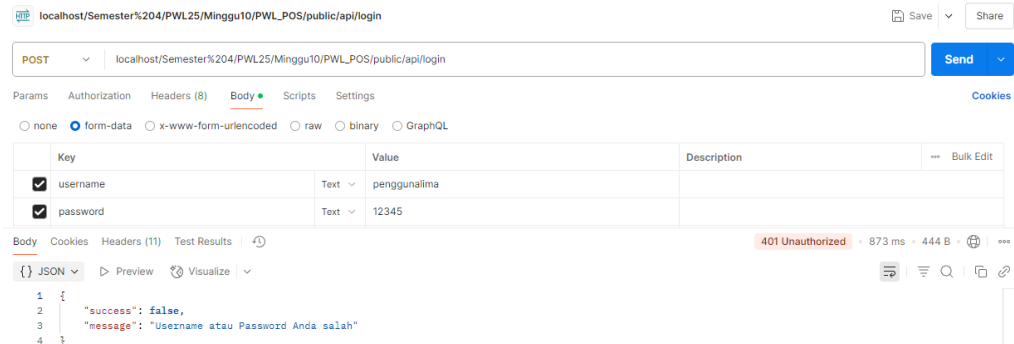 HTTP localhost/Semester%204/PWL25/Minggu10/PWL_POS/public/api/login Save Share
POST localhost/Semester%204/PWL25/Minggu10/PWL_POS/public/api/login Send
Params Authorization Headers (8) Body Scripts Settings Cookies
none form-data x-www-form-urlencoded raw binary GraphQL
Key Value Description Bulk Edit
username Text penggunalima
password Text 12345
Body Cookies Headers (11) Test Results 401 Unauthorized 873 ms 444 B
{} JSON Preview Visualize
1 {
2 "success": false,
3 "message": "Username atau Password Anda salah"
4 }